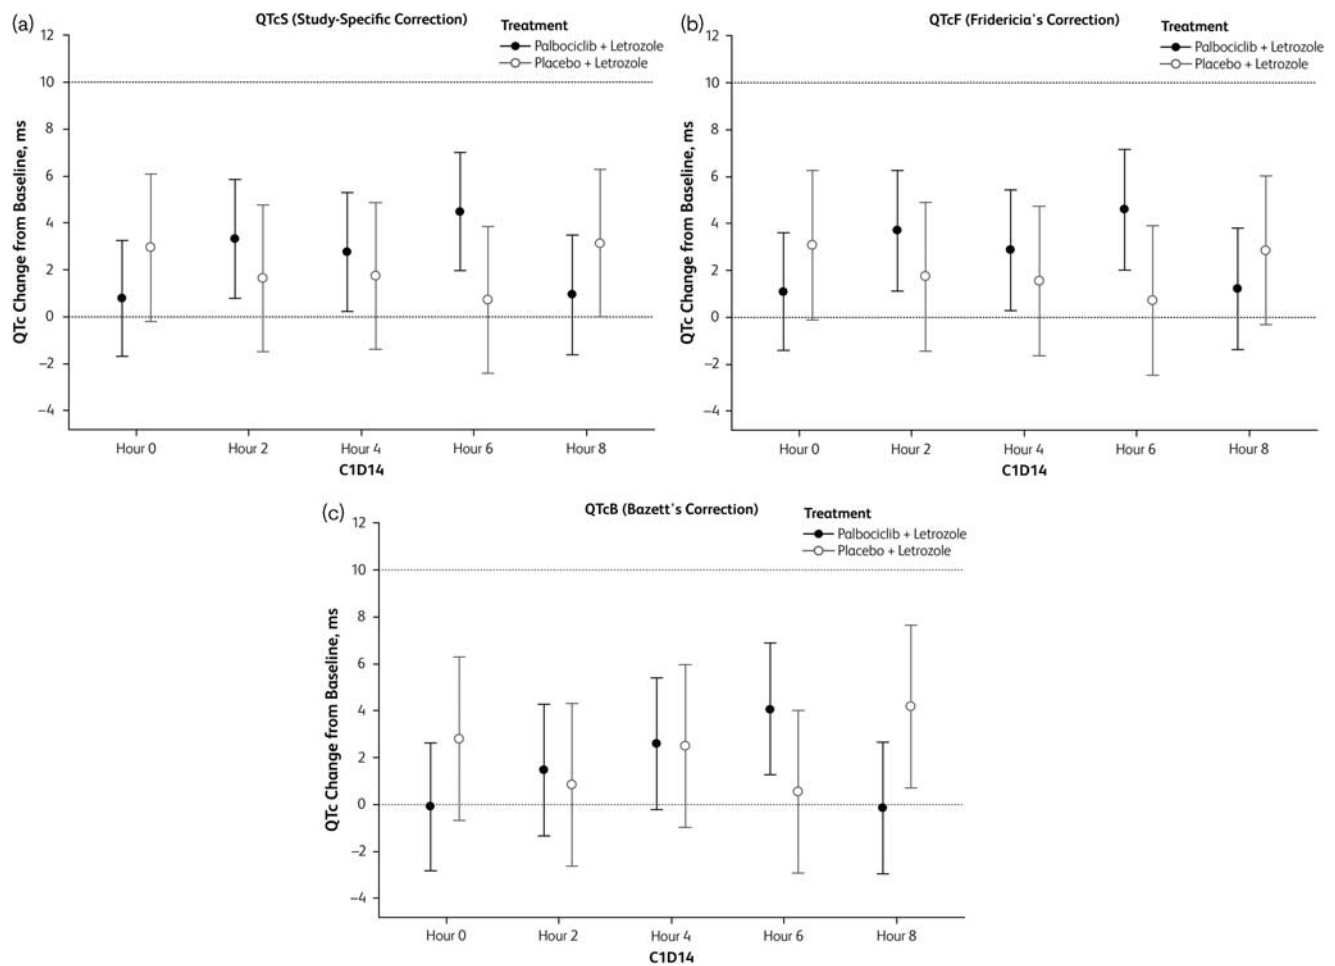 (a)
QTcS (Study-Specific Correction)
Treatment
Palbociclib + Letrozole
Placebo + Letrozole
QTc Change from Baseline, ms
12
10
8
6
4
2
0
–2
–4
Hour 0 Hour 2 Hour 4 Hour 6 Hour 8
C1D14
(b)
QTcF (Fridericia's Correction)
Treatment
Palbociclib + Letrozole
Placebo + Letrozole
QTc Change from Baseline, ms
12
10
8
6
4
2
0
–2
–4
Hour 0 Hour 2 Hour 4 Hour 6 Hour 8
C1D14
(c)
QTcB (Bazett's Correction)
Treatment
Palbociclib + Letrozole
Placebo + Letrozole
QTc Change from Baseline, ms
12
10
8
6
4
2
0
–2
–4
Hour 0 Hour 2 Hour 4 Hour 6 Hour 8
C1D14